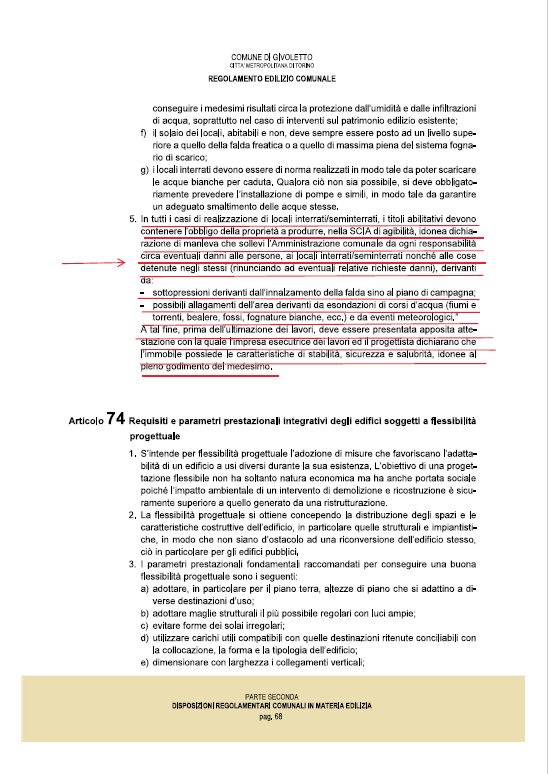 COMUNE DI GIVOLETTO
CITTA' METROPOLITANA DI TORINO
REGOLAMENTO EDILIZIO COMUNALE
conseguire i medesimi risultati circa la protezione dall'umidità e dalle infiltrazioni
di acqua, soprattutto nel caso di interventi sul patrimonio edilizio esistente;
f) il solaio dei locali, abitabili e non, deve sempre essere posto ad un livello supe-
riore a quello della falda freatica o a quello di massima piena del sistema fogna-
rio di scarico;
g) i locali interrati devono essere di norma realizzati in modo tale da poter scaricare
le acque bianche per caduta. Qualora ciò non sia possibile, si deve obbligato-
riamente prevedere l'installazione di pompe e simili, in modo tale da garantire
un adeguato smaltimento delle acque stesse.
5. In tutti i casi di realizzazione di locali interrati/seminterrati, i titoli abilitativi devono
contenere l'obbligo della proprietà a produrre, nella SCIA di agibilità, idonea dichia-
razione di manleva che sollevi l'Amministrazione comunale da ogni responsabilità
circa eventuali danni alle persone, ai locali interrati/seminterrati nonché alle cose
detenute negli stessi (rinunciando ad eventuali relative richieste danni), derivanti
da:
- sottopressioni derivanti dall'innalzamento della falda sino al piano di campagna;
- possibili allagamenti dell'area derivanti da esondazioni di corsi d'acqua (fiumi e
torrenti, bealere, fossi, fognature bianche, ecc.) e da eventi meteorologici."
A tal fine, prima dell'ultimazione dei lavori, deve essere presentata apposita atte-
stazione con la quale l'impresa esecutrice dei lavori ed il progettista dichiarano che
l'immobile possiede le caratteristiche di stabilità, sicurezza e salubrità, idonee al
pieno godimento del medesimo.
Articolo 74 Requisiti e parametri prestazionali integrativi degli edifici soggetti a flessibilità
progettuale
1. S'intende per flessibilità progettuale l'adozione di misure che favoriscano l'adatta-
bilità di un edificio a usi diversi durante la sua esistenza. L'obiettivo di una proget-
tazione flessibile non ha soltanto natura economica ma ha anche portata sociale
poiché l'impatto ambientale di un intervento di demolizione e ricostruzione è sicu-
ramente superiore a quello generato da una ristrutturazione.
2. La flessibilità progettuale si ottiene concependo la distribuzione degli spazi e le
caratteristiche costruttive dell'edificio, in particolare quelle strutturali e impiantisti-
che, in modo che non siano d'ostacolo ad una riconversione dell'edificio stesso,
ciò in particolare per gli edifici pubblici.
3. I parametri prestazionali fondamentali raccomandati per conseguire una buona
flessibilità progettuale sono i seguenti:
a) adottare, in particolare per il piano terra, altezze di piano che si adattino a di-
verse destinazioni d'uso;
b) adottare maglie strutturali il più possibile regolari con luci ampie;
c) evitare forme dei solai irregolari;
d) utilizzare carichi utili compatibili con quelle destinazioni ritenute conciliabili con
la collocazione, la forma e la tipologia dell'edificio;
e) dimensionare con larghezza i collegamenti verticali;
PARTE SECONDA
DISPOSIZIONI REGOLAMENTARI COMUNALI IN MATERIA EDILIZIA
pag. 68